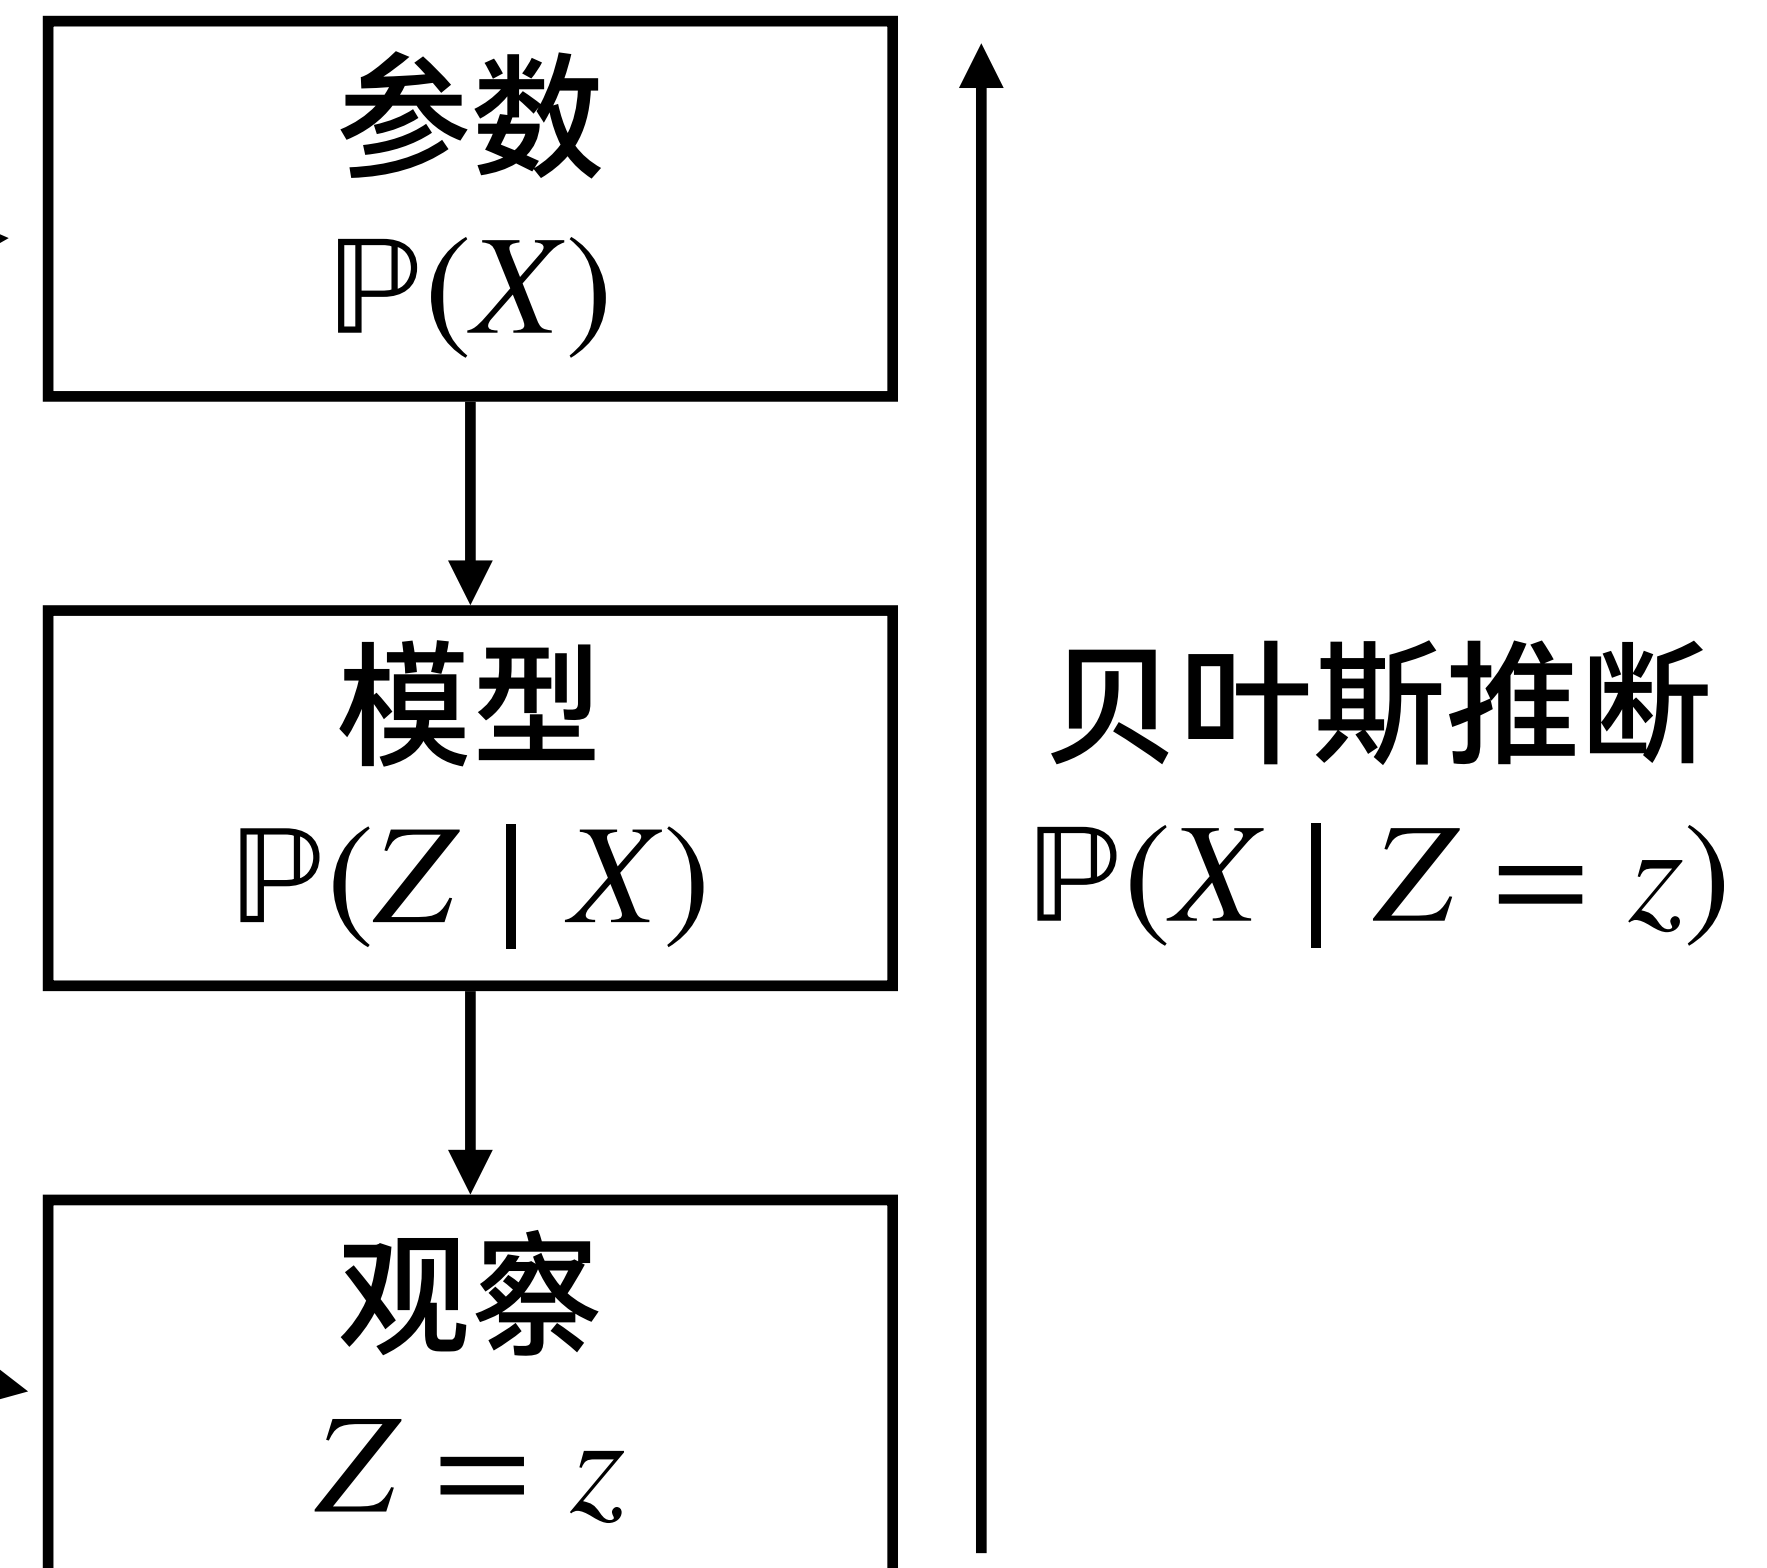 参数
ℙ(X)
模型
ℙ(Z | X)
贝叶斯推断
ℙ(X | Z = z)
观察
Z = z